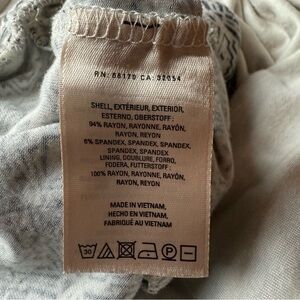 RN: 66170 CA: 32054
SHELL, EXTÉRIEUR, EXTERIOR,
ESTERNO, OBERSTOFF:
94% RAYON, RAYONNE, RAYÓN,
RAYON, REYON
6% SPANDEX, SPANDEX, SPANDEX,
SPANDEX, SPANDEX
LINING, DOUBLURE, FORRO,
FODERA, FUTTERSTOFF:
100% RAYON, RAYONNE, RAYÓN,
RAYON, REYON
MADE IN VIETNAM,
HECHO EN VIETNAM,
FABRIQUÉ AU VIETNAM
30
P